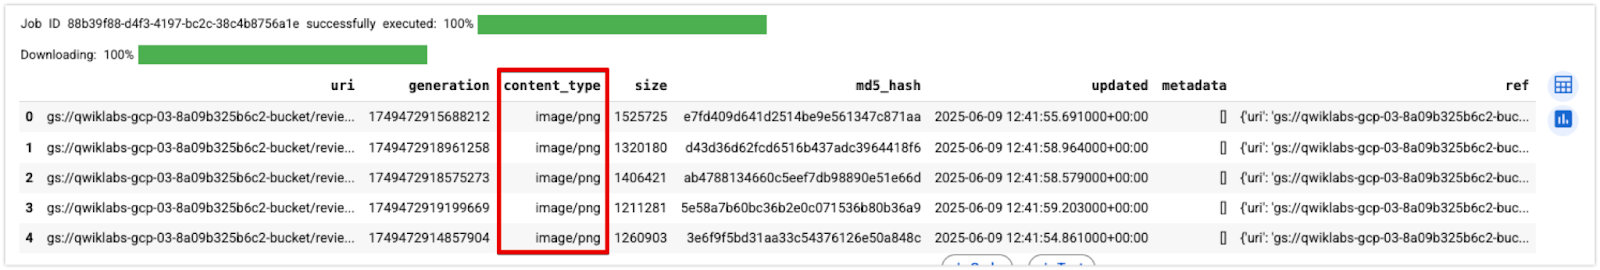 Job ID 88b39f88-d4f3-4197-bc2c-38c4b8756a1e successfully executed: 100%
Downloading: 100%
uri generation content_type size md5_hash updated metadata ref
0 gs://qwiklabs-gcp-03-8a09b325b6c2-bucket/revie... 1749472915688212 image/png 1525725 e7fd409d641d2514be9e561347c871aa 2025-06-09 12:41:55.691000+00:00 [] {'uri': 'gs://qwiklabs-gcp-03-8a09b325b6c2-buc...
1 gs://qwiklabs-gcp-03-8a09b325b6c2-bucket/revie... 1749472918961258 image/png 1320180 d43d36d62fcd6516b437adc3964418f6 2025-06-09 12:41:58.964000+00:00 [] {'uri': 'gs://qwiklabs-gcp-03-8a09b325b6c2-buc...
2 gs://qwiklabs-gcp-03-8a09b325b6c2-bucket/revie... 1749472918575273 image/png 1406421 ab4788134660c5eef7db98890e51e66d 2025-06-09 12:41:58.579000+00:00 [] {'uri': 'gs://qwiklabs-gcp-03-8a09b325b6c2-buc...
3 gs://qwiklabs-gcp-03-8a09b325b6c2-bucket/revie... 1749472919199669 image/png 1211281 5e58a7b60bc36b2e0c071536b80b36a9 2025-06-09 12:41:59.203000+00:00 [] {'uri': 'gs://qwiklabs-gcp-03-8a09b325b6c2-buc...
4 gs://qwiklabs-gcp-03-8a09b325b6c2-bucket/revie... 1749472914857904 image/png 1260903 3e6f9f5bd31aa33c54376126e50a848c 2025-06-09 12:41:54.861000+00:00 [] {'uri': 'gs://qwiklabs-gcp-03-8a09b325b6c2-buc...